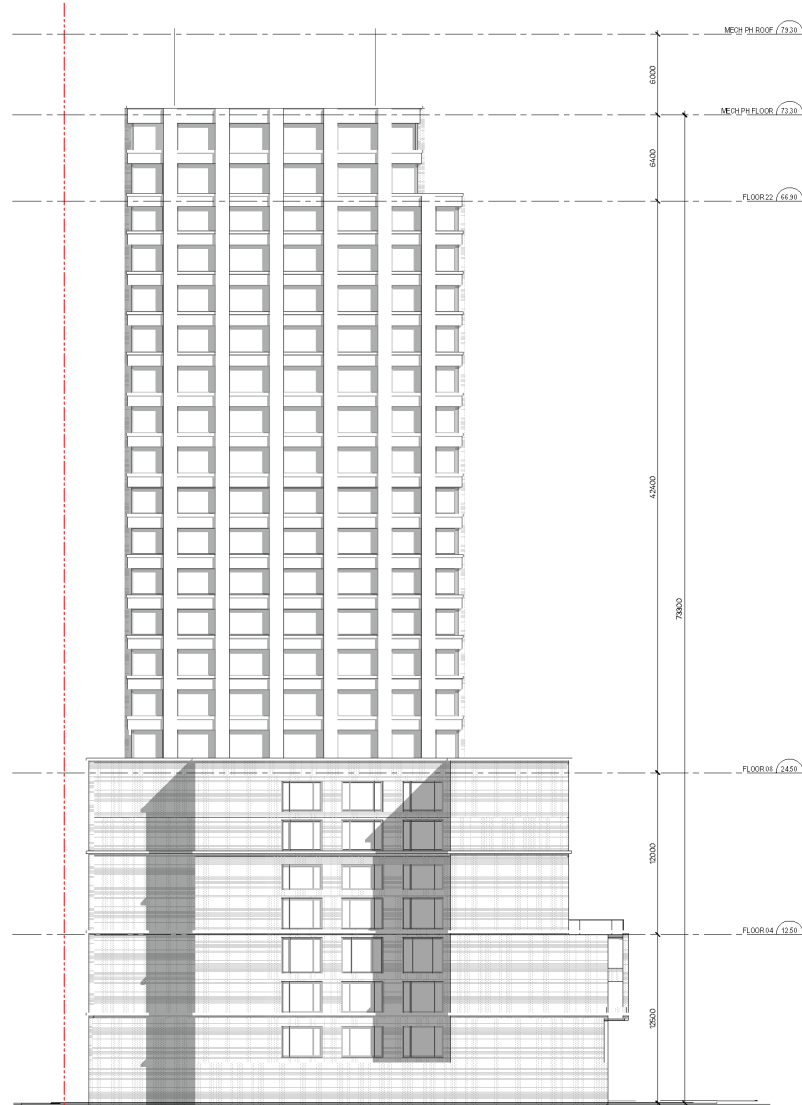 MECH PH ROOF 79.30
6000
MECH PH FLOOR 73.30
6400
FLOOR 22 66.90
42400
73300
FLOOR 08 24.50
12000
FLOOR 04 12.50
12500